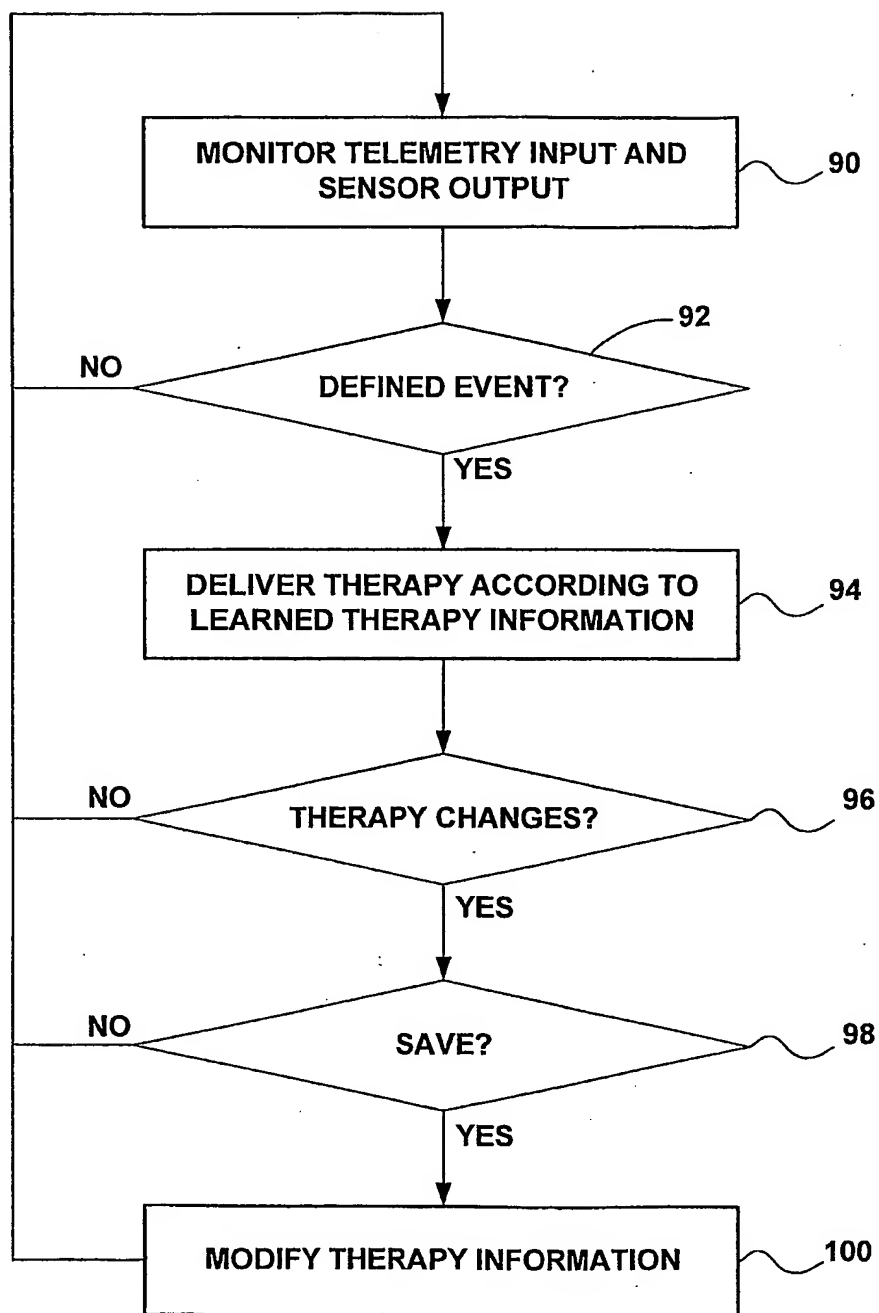 MONITOR TELEMETRY INPUT AND
SENSOR OUTPUT
90
92
NO
DEFINED EVENT?
YES
DELIVER THERAPY ACCORDING TO
LEARNED THERAPY INFORMATION
94
NO
THERAPY CHANGES?
96
YES
NO
SAVE?
98
YES
MODIFY THERAPY INFORMATION
100